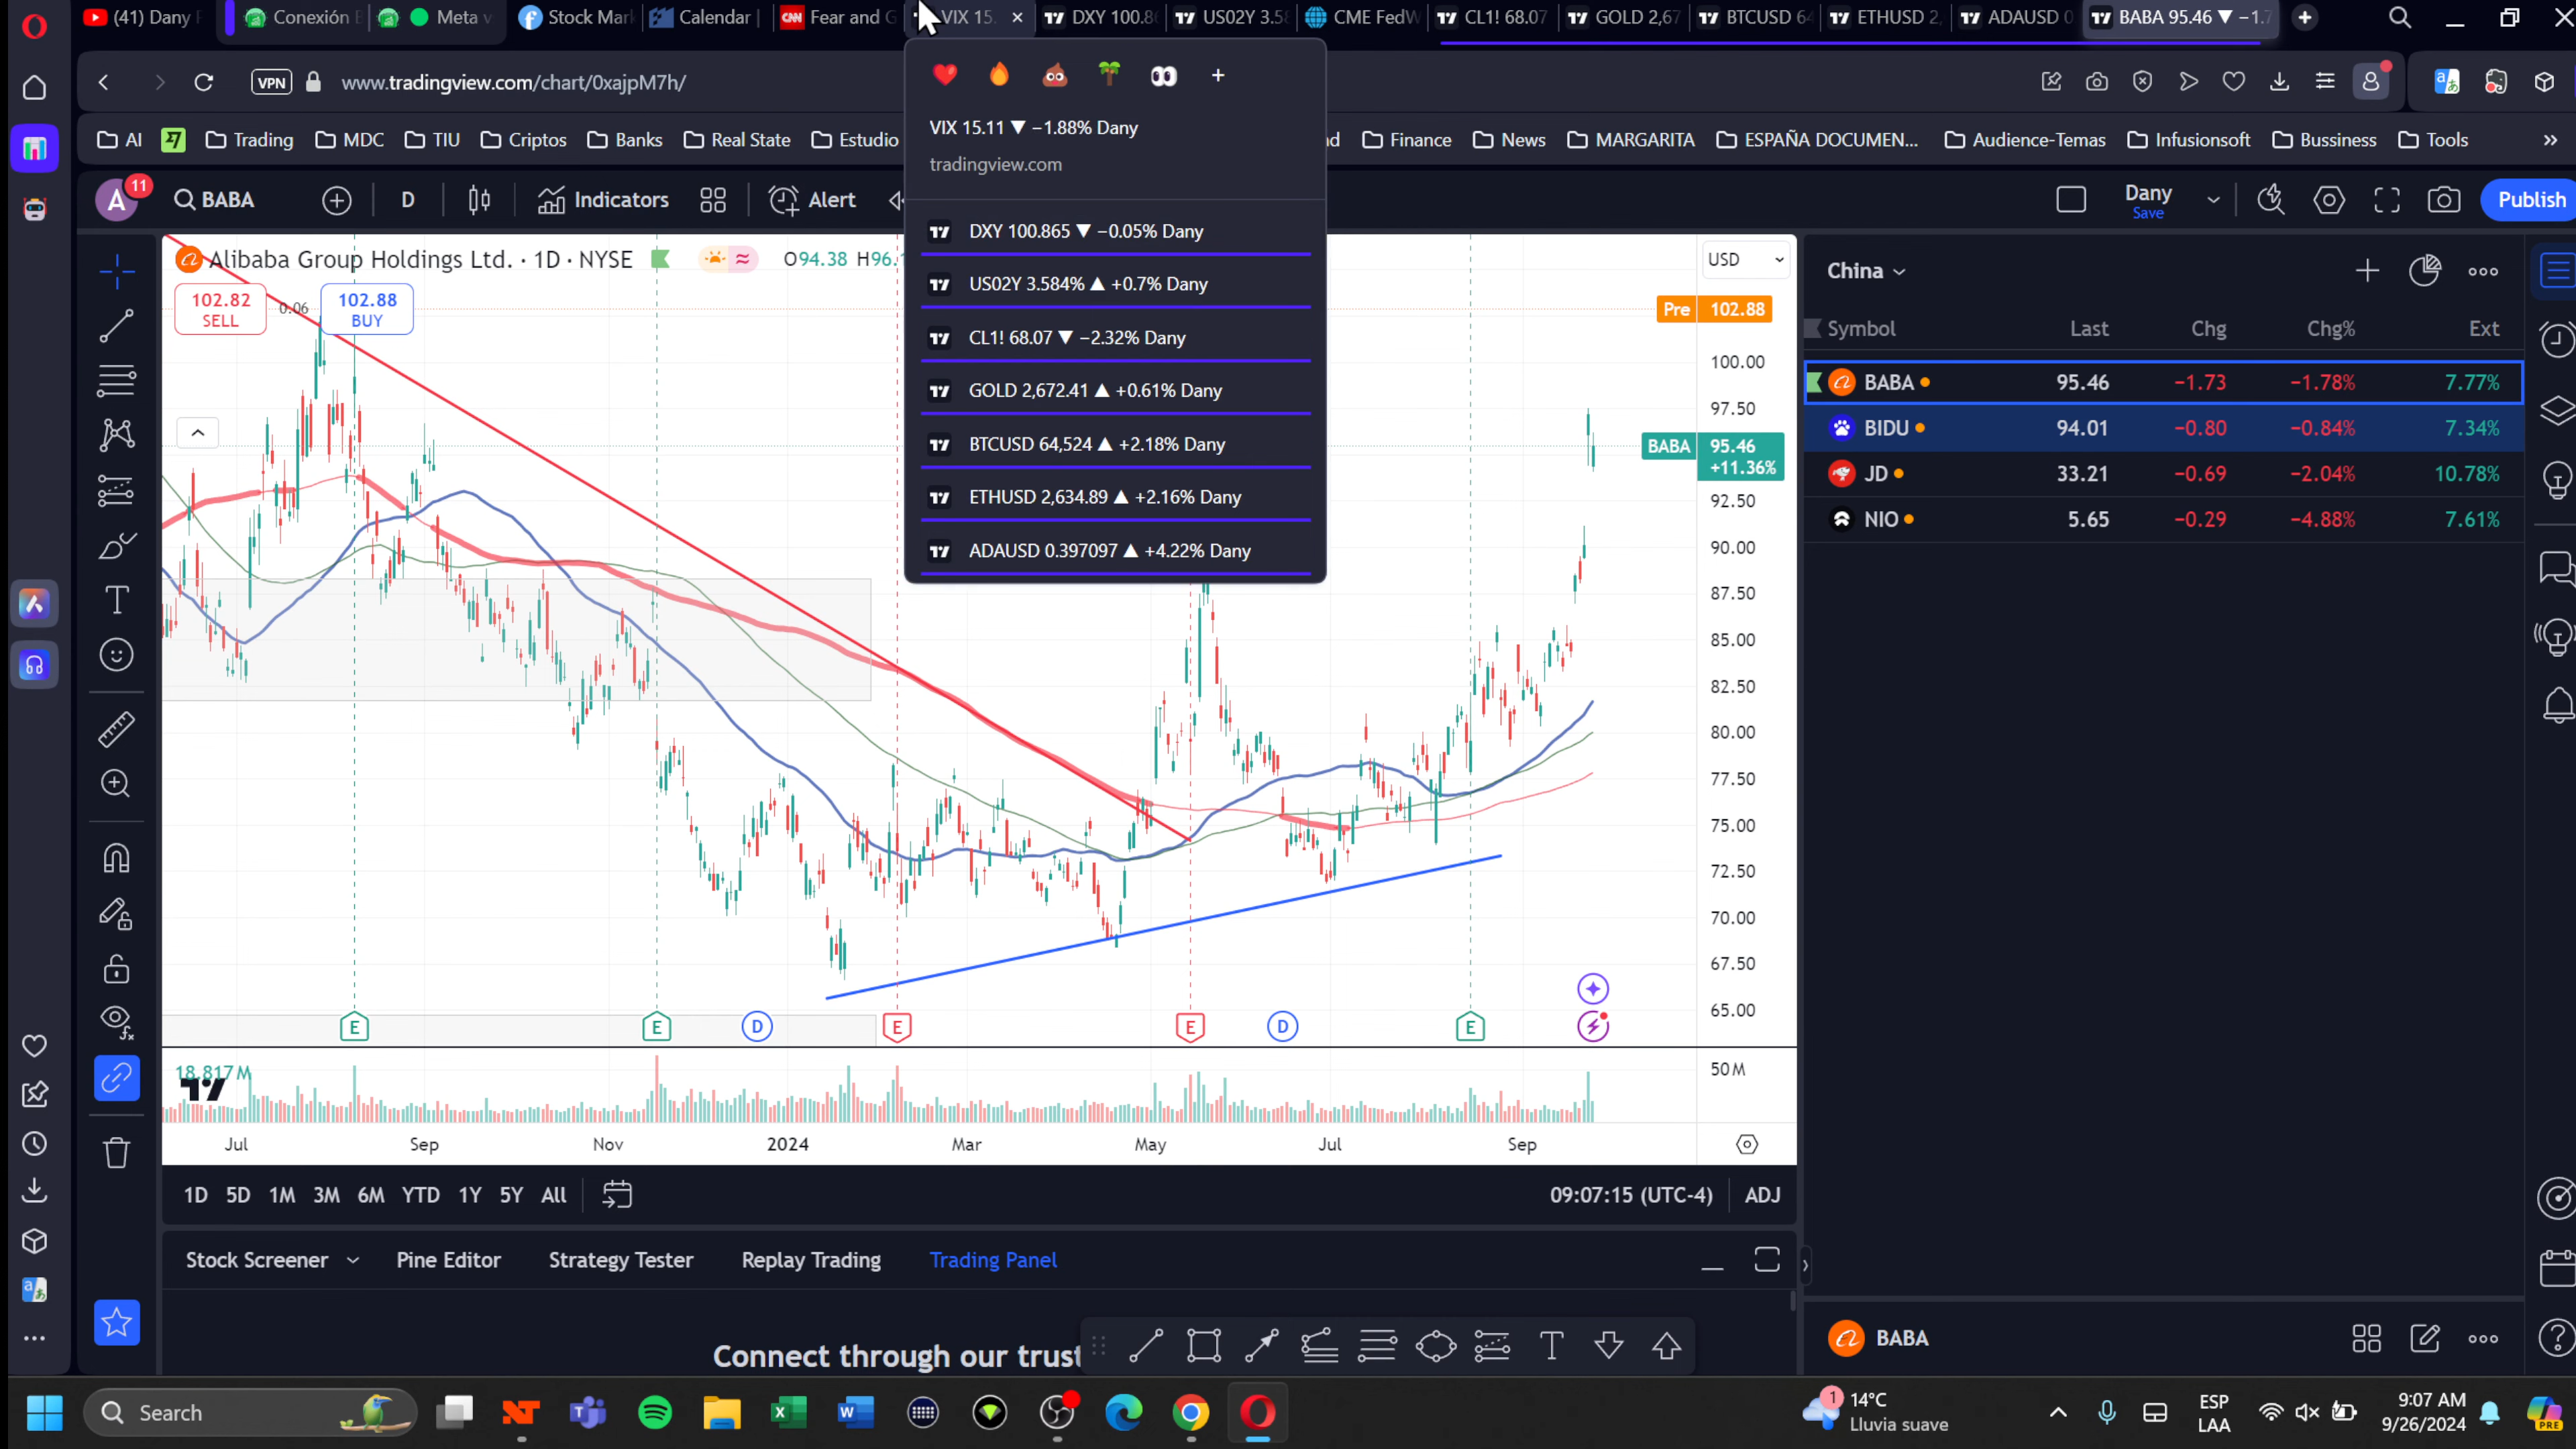 (41) Dany
Conexión
Meta v
Stock Mar
Calendar
CNN Fear and G
VIX 15.
DXY 100.8
US02Y 3.5
CME FedW
CL1! 68.07
GOLD 2,67
BTCUSD 64
ETHUSD 2,
ADAUSD 0
BABA 95.46 ▼ −1.7
VPN
www.tradingview.com/chart/0xajpM7h/
AI
Trading
MDC
TIU
Criptos
Banks
Real State
Estudio
Finance
News
MARGARITA
ESPAÑA DOCUMEN...
Audience-Temas
Infusionsoft
Bussiness
Tools
»
VIX 15.11 ▼ −1.88% Dany
tradingview.com
DXY 100.865 ▼ −0.05% Dany
US02Y 3.584% ▲ +0.7% Dany
CL1! 68.07 ▼ −2.32% Dany
GOLD 2,672.41 ▲ +0.61% Dany
BTCUSD 64,524 ▲ +2.18% Dany
ETHUSD 2,634.89 ▲ +2.16% Dany
ADAUSD 0.397097 ▲ +4.22% Dany
A 11
BABA
D
Indicators
Alert
Dany
Save
Publish
Alibaba Group Holdings Ltd. · 1D · NYSE
O94.38 H96.
102.82
SELL
0.06
102.88
BUY
USD
Pre 102.88
100.00
97.50
BABA 95.46
+11.36%
92.50
90.00
87.50
85.00
82.50
80.00
77.50
75.00
72.50
70.00
67.50
65.00
E E D E E D E
18.817M
50M
Jul Sep Nov 2024 Mar May Jul Sep
1D 5D 1M 3M 6M YTD 1Y 5Y All
09:07:15 (UTC-4) ADJ
Stock Screener
Pine Editor
Strategy Tester
Replay Trading
Trading Panel
Connect through our trust
China
Symbol Last Chg Chg% Ext
BABA 95.46 −1.73 −1.78% 7.77%
BIDU 94.01 −0.80 −0.84% 7.34%
JD 33.21 −0.69 −2.04% 10.78%
NIO 5.65 −0.29 −4.88% 7.61%
BABA
Search
1
14°C
Lluvia suave
ESP
LAA
9:07 AM
9/26/2024
PRE